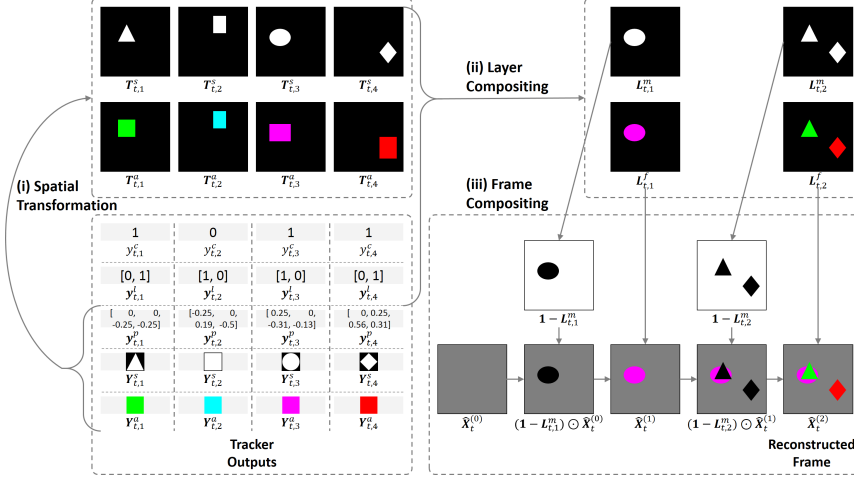 T^s_{t,1} T^s_{t,2} T^s_{t,3} T^s_{t,4}
T^a_{t,1} T^a_{t,2} T^a_{t,3} T^a_{t,4}
(i) Spatial
Transformation
1 0 1 1
y^c_{t,1} y^c_{t,2} y^c_{t,3} y^c_{t,4}
[0, 1] [1, 0] [1, 0] [0, 1]
y^l_{t,1} y^l_{t,2} y^l_{t,3} y^l_{t,4}
[ 0, 0, [-0.25, 0, [ 0.25, 0, [ 0, 0.25,
-0.25, -0.25] 0.19, -0.5] -0.31, -0.13] 0.56, 0.31]
y^p_{t,1} y^p_{t,2} y^p_{t,3} y^p_{t,4}
Y^s_{t,1} Y^s_{t,2} Y^s_{t,3} Y^s_{t,4}
Y^a_{t,1} Y^a_{t,2} Y^a_{t,3} Y^a_{t,4}
Tracker
Outputs
(ii) Layer
Compositing
L^m_{t,1} L^m_{t,2}
L^f_{t,1} L^f_{t,2}
(iii) Frame
Compositing
1 − L^m_{t,1} 1 − L^m_{t,2}
X̂_t^{(0)} (1 − L^m_{t,1}) ⊙ X̂_t^{(0)} X̂_t^{(1)} (1 − L^m_{t,2}) ⊙ X̂_t^{(1)} X̂_t^{(2)}
Reconstructed
Frame